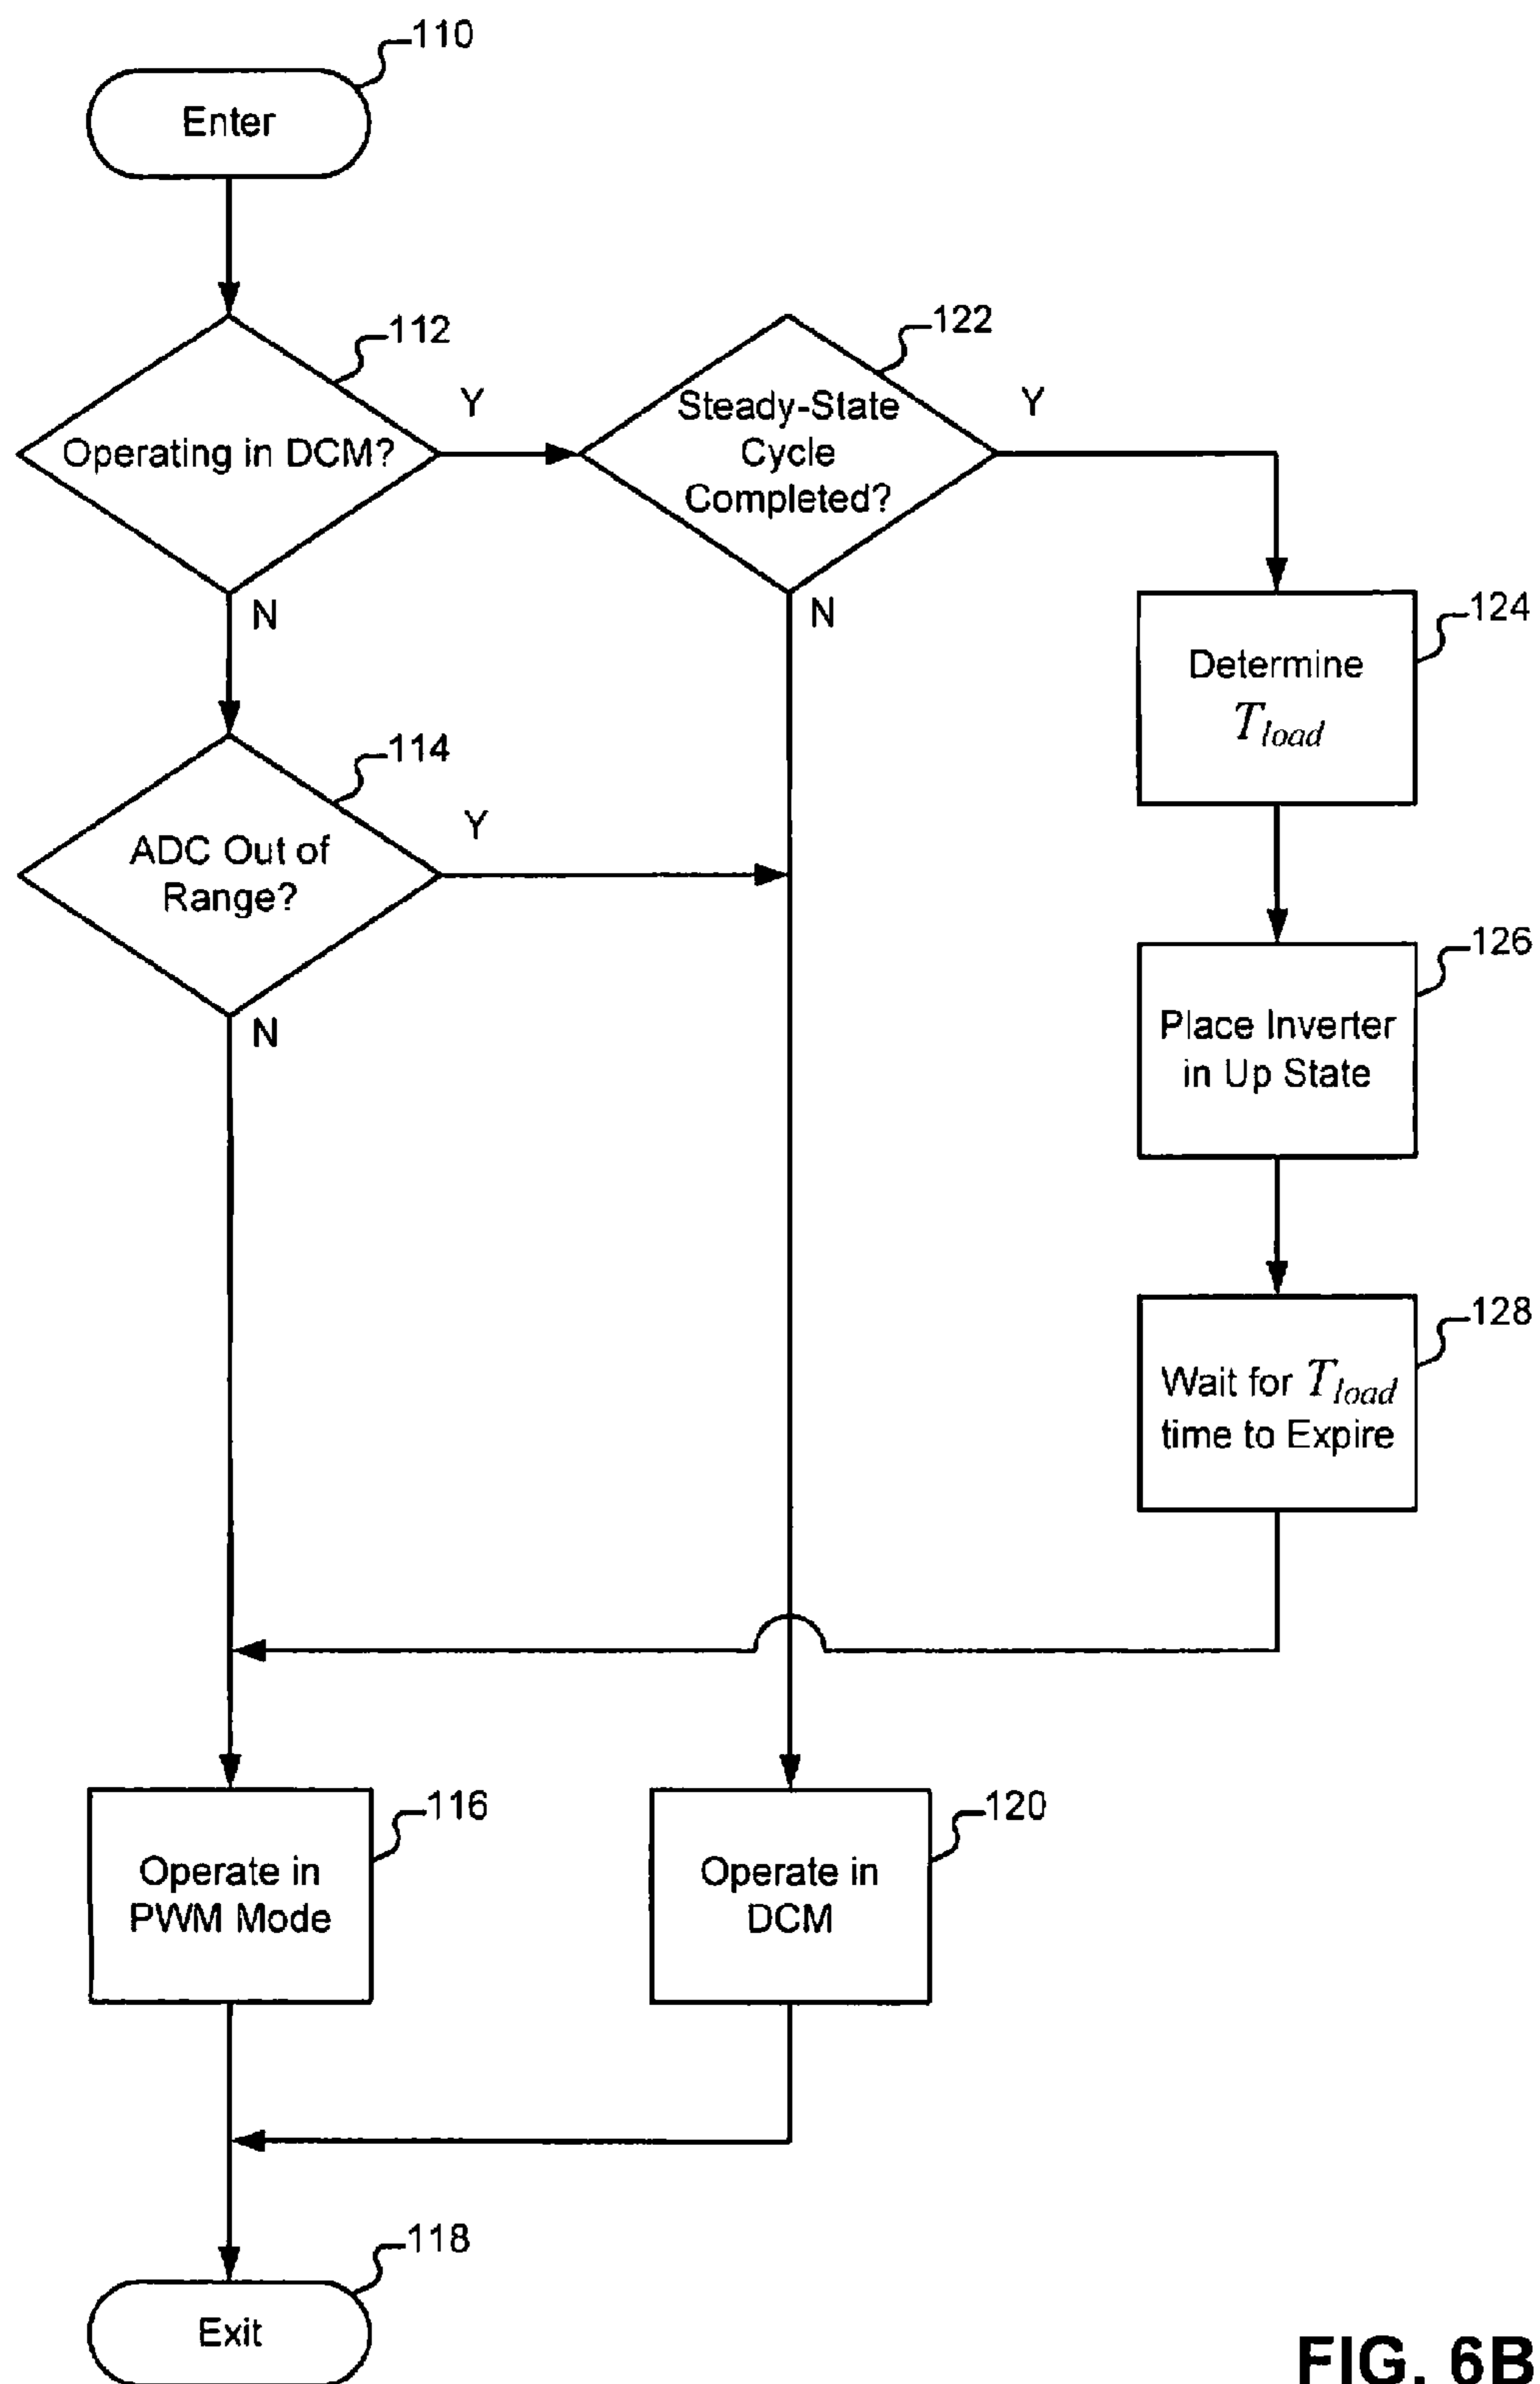 110
Enter
112
Operating in DCM?
Y
122
Steady-State
Cycle
Completed?
Y
N
N
124
Determine
T_load
114
ADC Out of
Range?
Y
N
126
Place Inverter
in Up State
128
Wait for T_load
time to Expire
116
Operate in
PWM Mode
120
Operate in
DCM
118
Exit
FIG. 6B